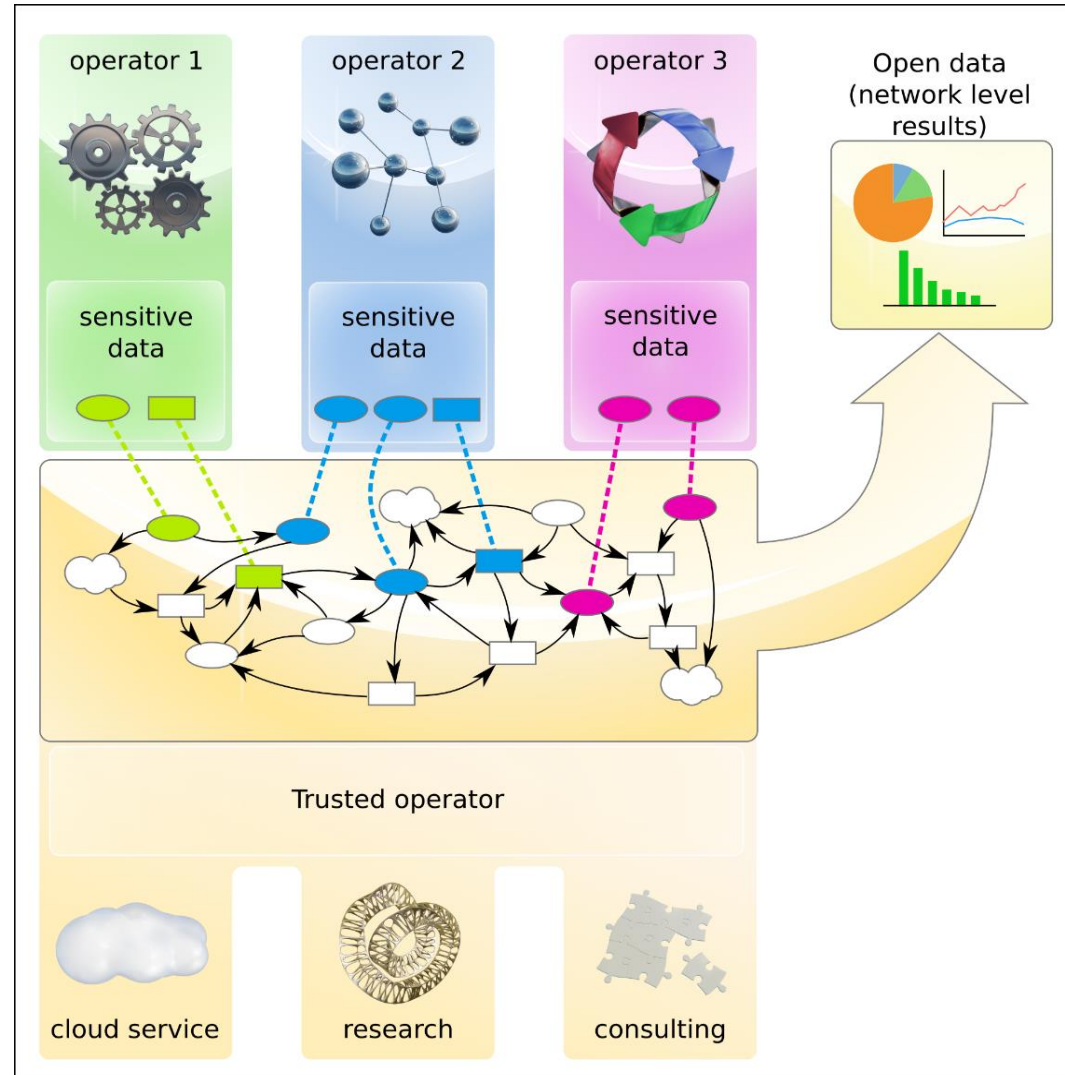 operator 1
operator 2
operator 3
Open data
(network level
results)
sensitive
data
sensitive
data
sensitive
data
Trusted operator
cloud service
research
consulting